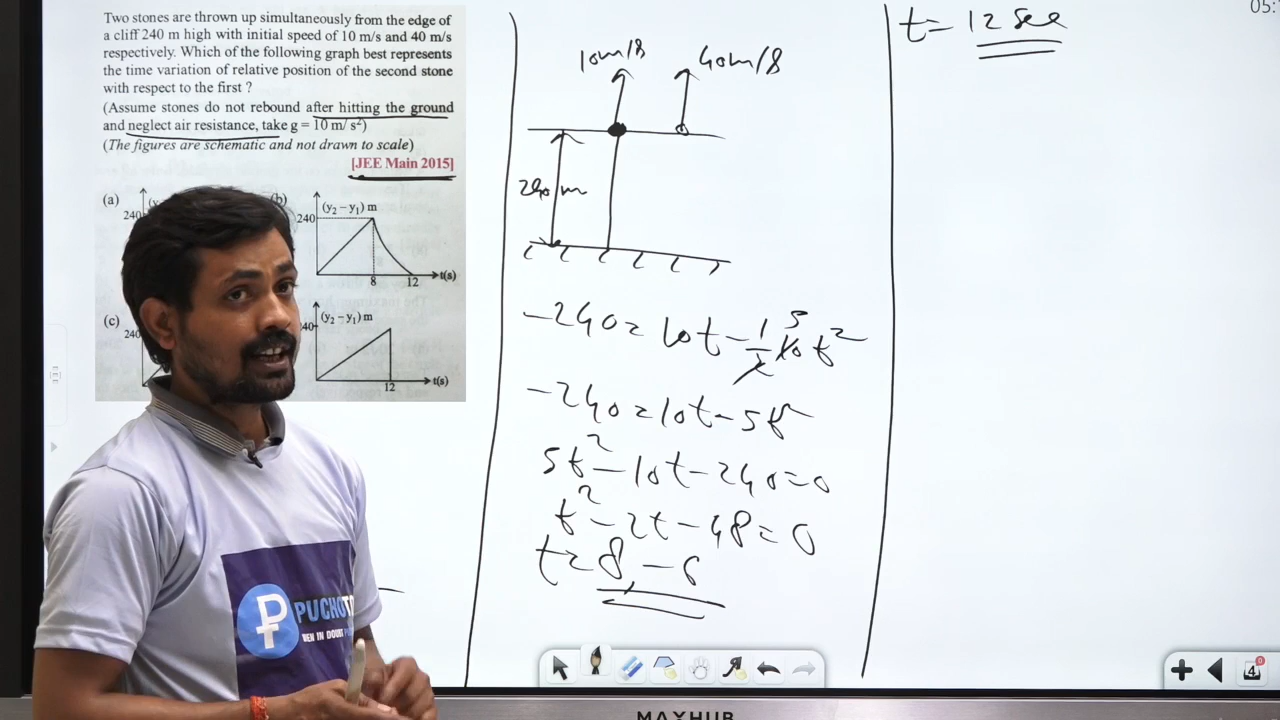 Two stones are thrown up simultaneously from the edge of
a cliff 240 m high with initial speed of 10 m/s and 40 m/s
respectively. Which of the following graph best represents
the time variation of relative position of the second stone
with respect to the first ?
(Assume stones do not rebound after hitting the ground
and neglect air resistance, take g = 10 m/ s²)
(The figures are schematic and not drawn to scale)
[JEE Main 2015]
(a)
240
(b)
(y₂ – y₁) m
240
8
12
t(s)
(c)
240
(y₂ – y₁) m
12
t(s)
10m/s
40m/s
240m
-240 = 10t - 1/2 10 5 t²
-240 = 10t - 5t²
5t² - 10t - 240 = 0
t² - 2t - 48 = 0
t = 8, -6
t = 12 sec
05:
PUCHO
MAXHUB
4